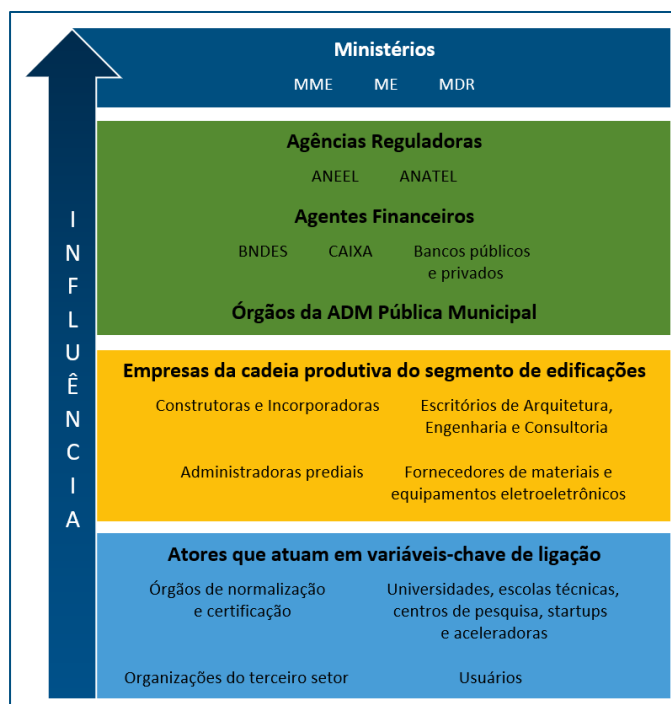 Ministérios
MME ME MDR
Agências Reguladoras
ANEEL ANATEL
Agentes Financeiros
BNDES CAIXA Bancos públicos
e privados
Órgãos da ADM Pública Municipal
Empresas da cadeia produtiva do segmento de edificações
Construtoras e Incorporadoras
Escritórios de Arquitetura,
Engenharia e Consultoria
Administradoras prediais
Fornecedores de materiais e
equipamentos eletroeletrônicos
Atores que atuam em variáveis-chave de ligação
Órgãos de normalização
e certificação
Universidades, escolas técnicas,
centros de pesquisa, startups
e aceleradoras
Organizações do terceiro setor
Usuários
INFLUÊNCIA